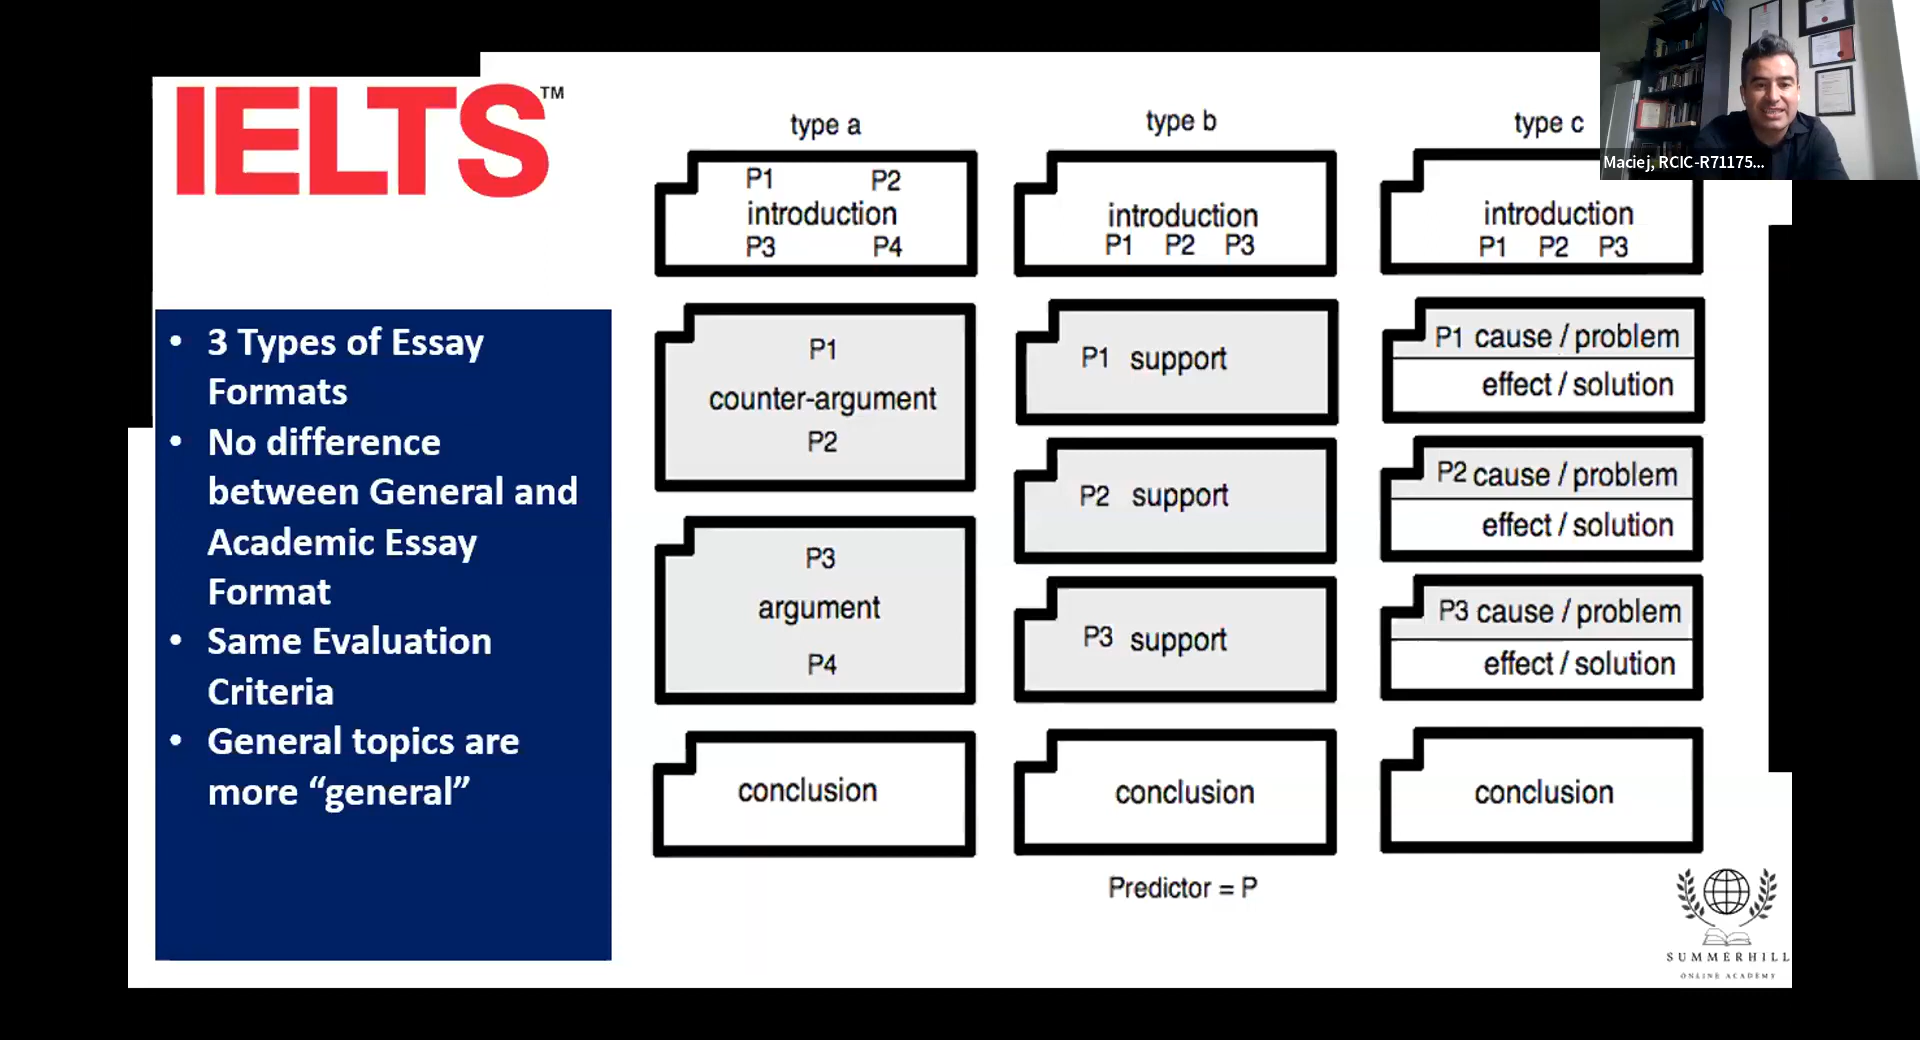 IELTS™
• 3 Types of Essay
Formats
• No difference
between General and
Academic Essay
Format
• Same Evaluation
Criteria
• General topics are
more “general”
type a
P1 P2
introduction
P3 P4
P1
counter-argument
P2
P3
argument
P4
conclusion
type b
introduction
P1 P2 P3
P1 support
P2 support
P3 support
conclusion
Predictor = P
type c
introduction
P1 P2 P3
P1 cause / problem
effect / solution
P2 cause / problem
effect / solution
P3 cause / problem
effect / solution
conclusion
Maciej, RCIC-R71175...
SUMMERHILL
ONLINE ACADEMY